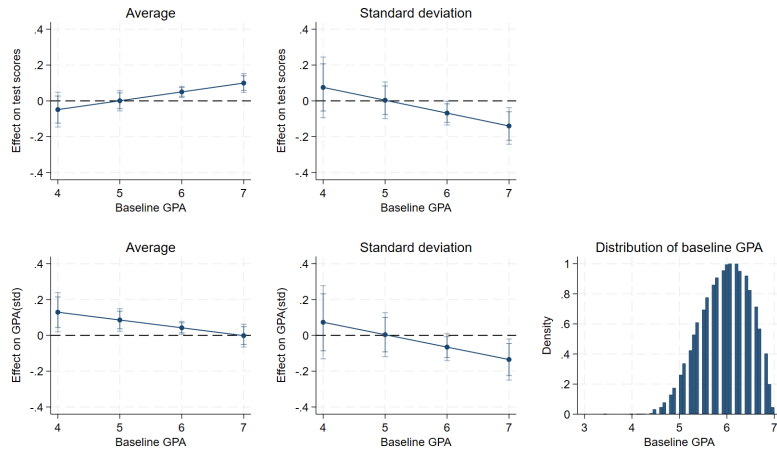 Average
Effect on test scores
.4
.2
0
-.2
-.4
4 5 6 7
Baseline GPA
Standard deviation
Effect on test scores
.4
.2
0
-.2
-.4
4 5 6 7
Baseline GPA
Average
Effect on GPA(std)
.4
.2
0
-.2
-.4
4 5 6 7
Baseline GPA
Standard deviation
Effect on GPA(std)
.4
.2
0
-.2
-.4
4 5 6 7
Baseline GPA
Distribution of baseline GPA
Density
1
.8
.6
.4
.2
0
3 4 5 6 7
Baseline GPA